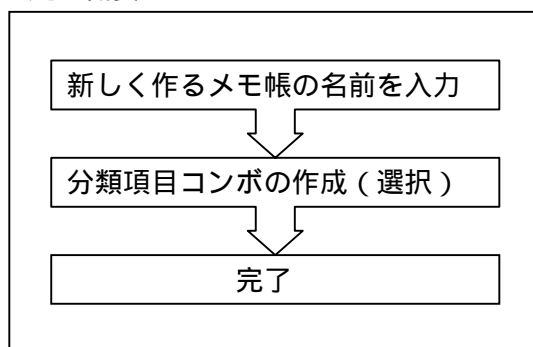 新しく作るメモ帳の名前を入力
分類項目コンボの作成(選択)
完了